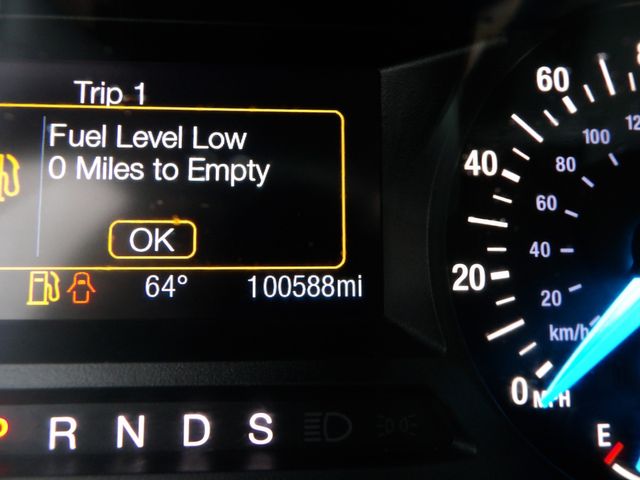 Trip 1
Fuel Level Low
0 Miles to Empty
OK
64° 100588mi
P R N D S
60
40
20
0 MPH
100
80
60
40
20
km/h
E